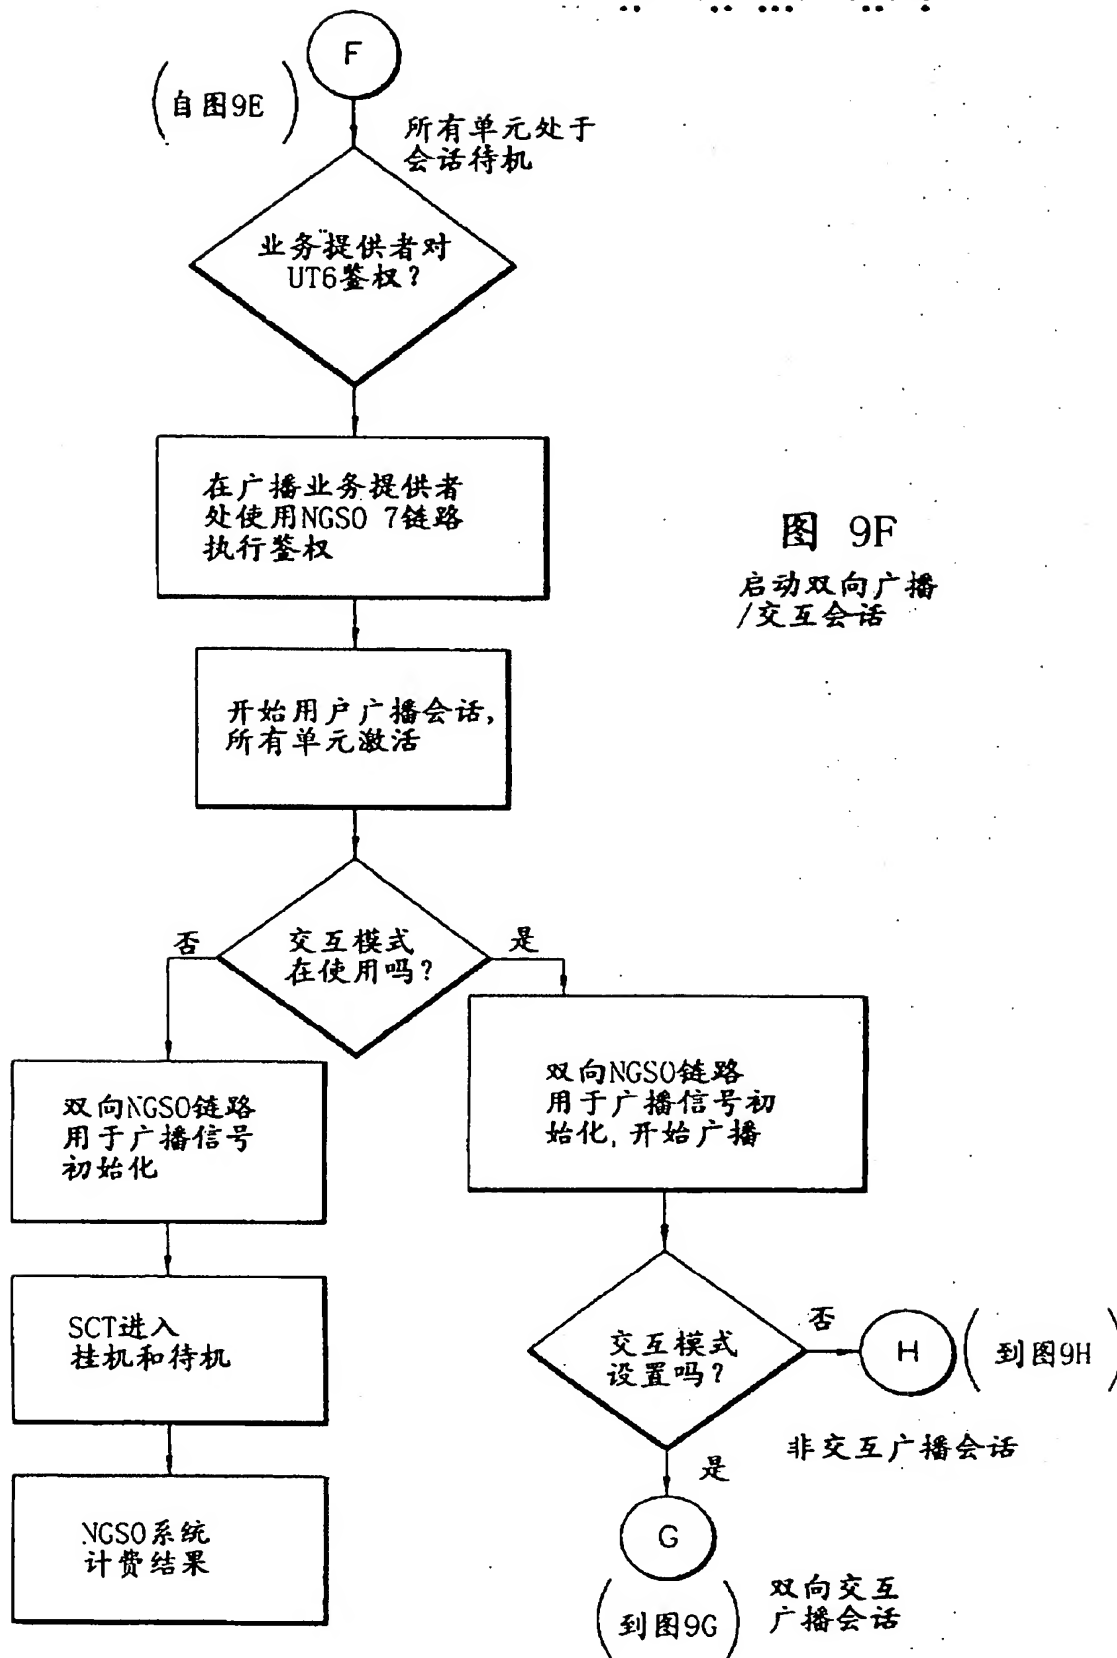 F
(自图9E)
所有单元处于
会话待机
业务提供者对
UT6鉴权?
在广播业务提供者
处使用NGSO 7链路
执行鉴权
图 9F
启动双向广播
/交互会话
开始用户广播会话,
所有单元激活
交互模式
在使用吗?
否
是
双向NGSO链路
用于广播信号
初始化
双向NGSO链路
用于广播信号初
始化, 开始广播
SCT进入
挂机和待机
交互模式
设置吗?
否
H
(到图9H)
非交互广播会话
是
NGSO系统
计费结果
G
(到图9G)
双向交互
广播会话